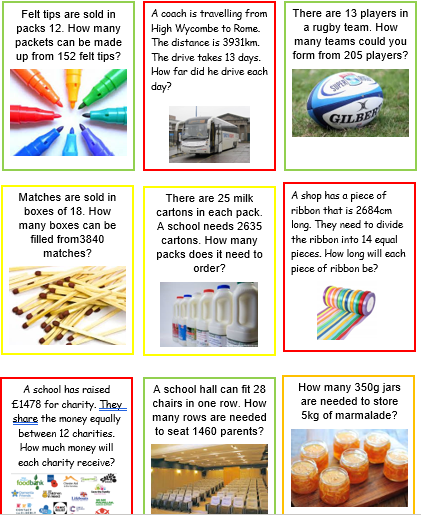 Felt tips are sold in
packs 12. How many
packets can be made
up from 152 felt tips?
A coach is travelling from
High Wycombe to Rome.
The distance is 3931km.
The drive takes 13 days.
How far did he drive each
day?
There are 13 players in
a rugby team. How
many teams could you
form from 205 players?
SUPER
GILBERT
Matches are sold in
boxes of 18. How
many boxes can be
filled from3840
matches?
There are 25 milk
cartons in each pack.
A school needs 2635
cartons. How many
packs does it need to
order?
A shop has a piece of
ribbon that is 2684cm
long. They need to divide
the ribbon into 14 equal
pieces. How long will each
piece of ribbon be?
A school has raised
£1478 for charity. They
share the money equally
between 12 charities.
How much money will
each charity receive?
foodbank
A school hall can fit 28
chairs in one row. How
many rows are needed
to seat 1460 parents?
How many 350g jars
are needed to store
5kg of marmalade?